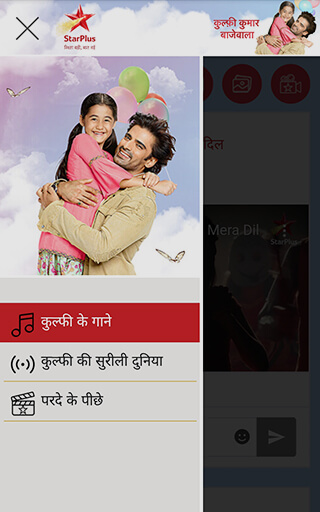 StarPlus
रिश्ता वही, बात नई
कुल्फी कुमार
बाजेवाला
दिल
Mera Dil
StarPlus
कुल्फी के गाने
कुल्फी की सुरीली दुनिया
परदे के पीछे